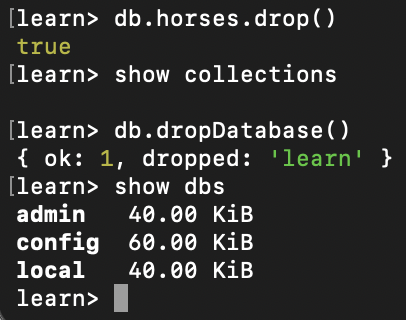 [learn> db.horses.drop()
true
[learn> show collections
[learn> db.dropDatabase()
{ ok: 1, dropped: 'learn' }
[learn> show dbs
admin   40.00 KiB
config  60.00 KiB
local   40.00 KiB
learn>